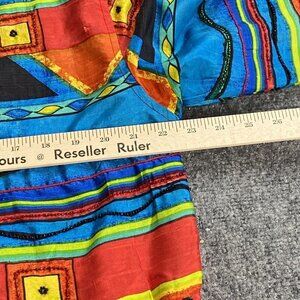 17 18 19 20 21 22 23 24 25 26
ours @ Reseller Ruler